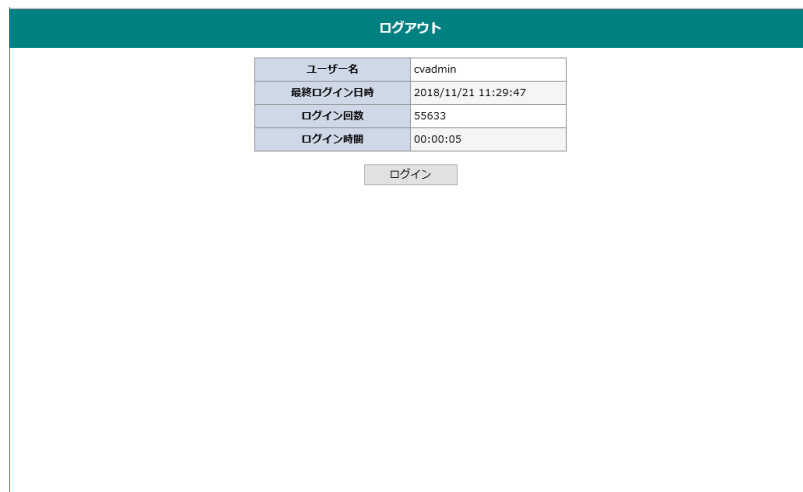 ログアウト
ユーザー名 cvadmin
最終ログイン日時 2018/11/21 11:29:47
ログイン回数 55633
ログイン時間 00:00:05
ログイン